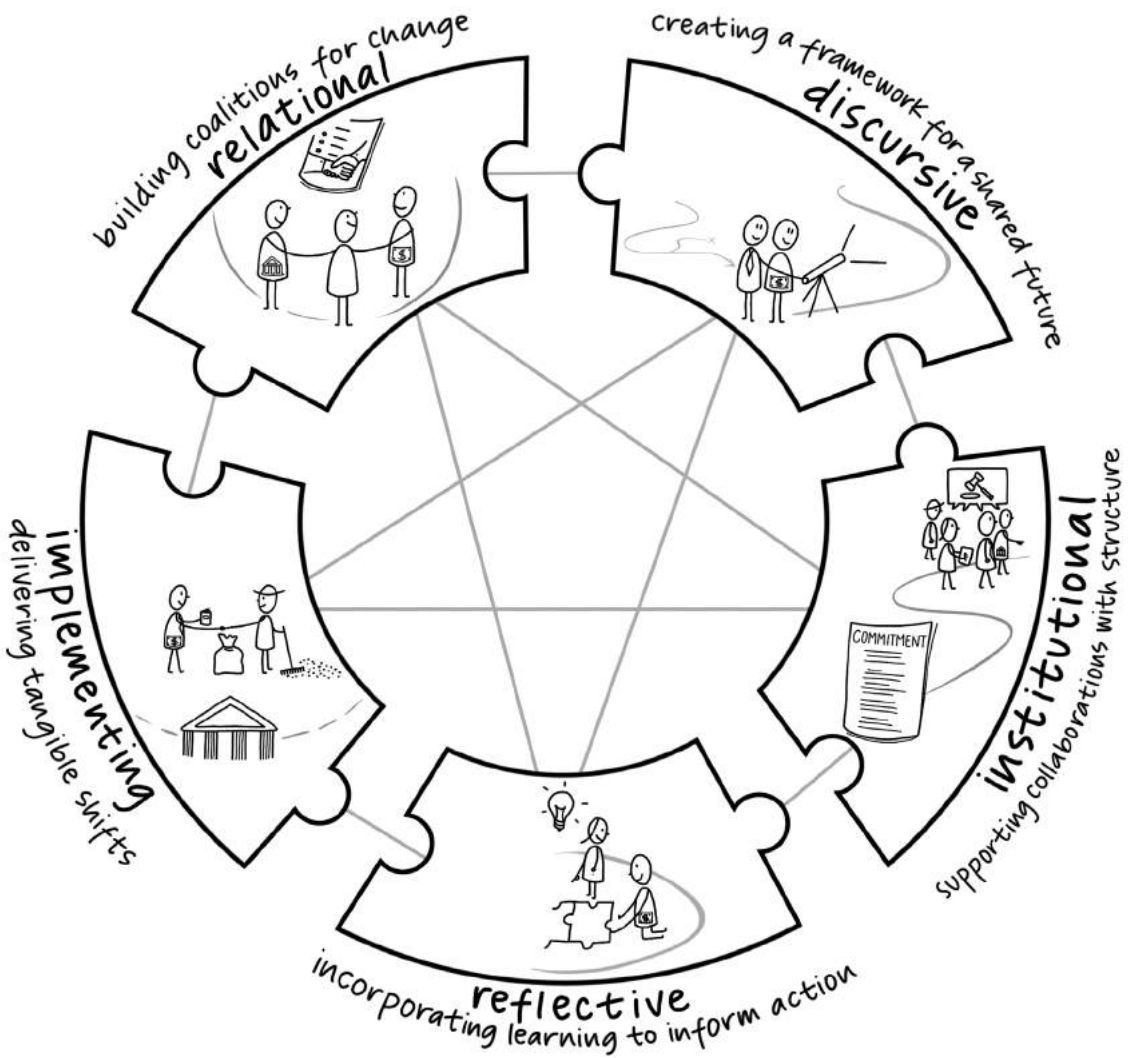 building coalitions for change
relational
creating a framework for a shared future
discursive
institutional
supporting collaborations with structure
COMMITMENT
reflective
incorporating learning to inform action
implementing
delivering tangible shifts
$
$
$
$